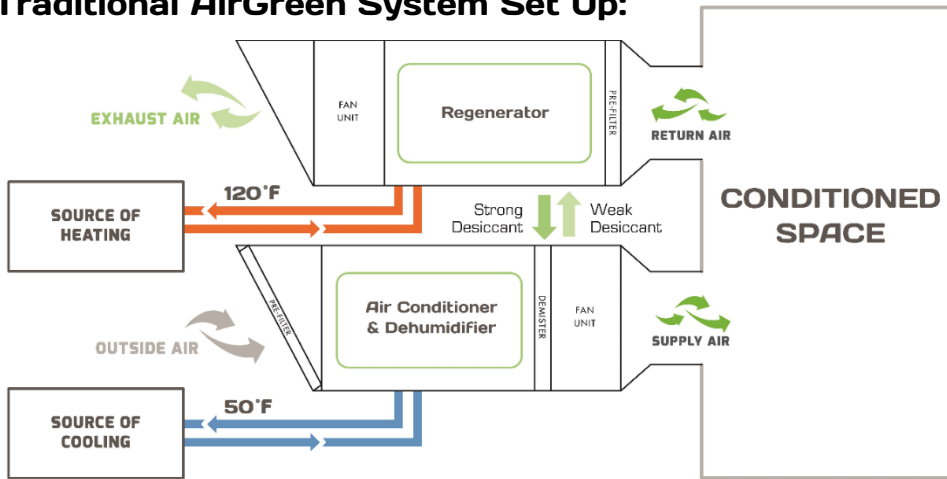 Traditional AirGreen System Set Up:
EXHAUST AIR
FAN
UNIT
Regenerator
PRE-FILTER
RETURN AIR
120°F
SOURCE OF
HEATING
Strong
Desiccant
Weak
Desiccant
CONDITIONED
SPACE
PRE-FILTER
Air Conditioner
& Dehumidifier
DEMISTER
FAN
UNIT
SUPPLY AIR
OUTSIDE AIR
50°F
SOURCE OF
COOLING